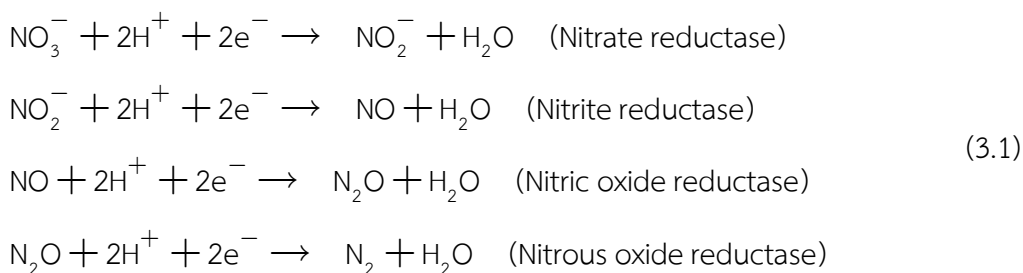 NO₃⁻ + 2H⁺ + 2e⁻ ⟶ NO₂⁻ + H₂O (Nitrate reductase)
NO₂⁻ + 2H⁺ + 2e⁻ ⟶ NO + H₂O (Nitrite reductase)
(3.1)
NO + 2H⁺ + 2e⁻ ⟶ N₂O + H₂O (Nitric oxide reductase)
N₂O + 2H⁺ + 2e⁻ ⟶ N₂ + H₂O (Nitrous oxide reductase)